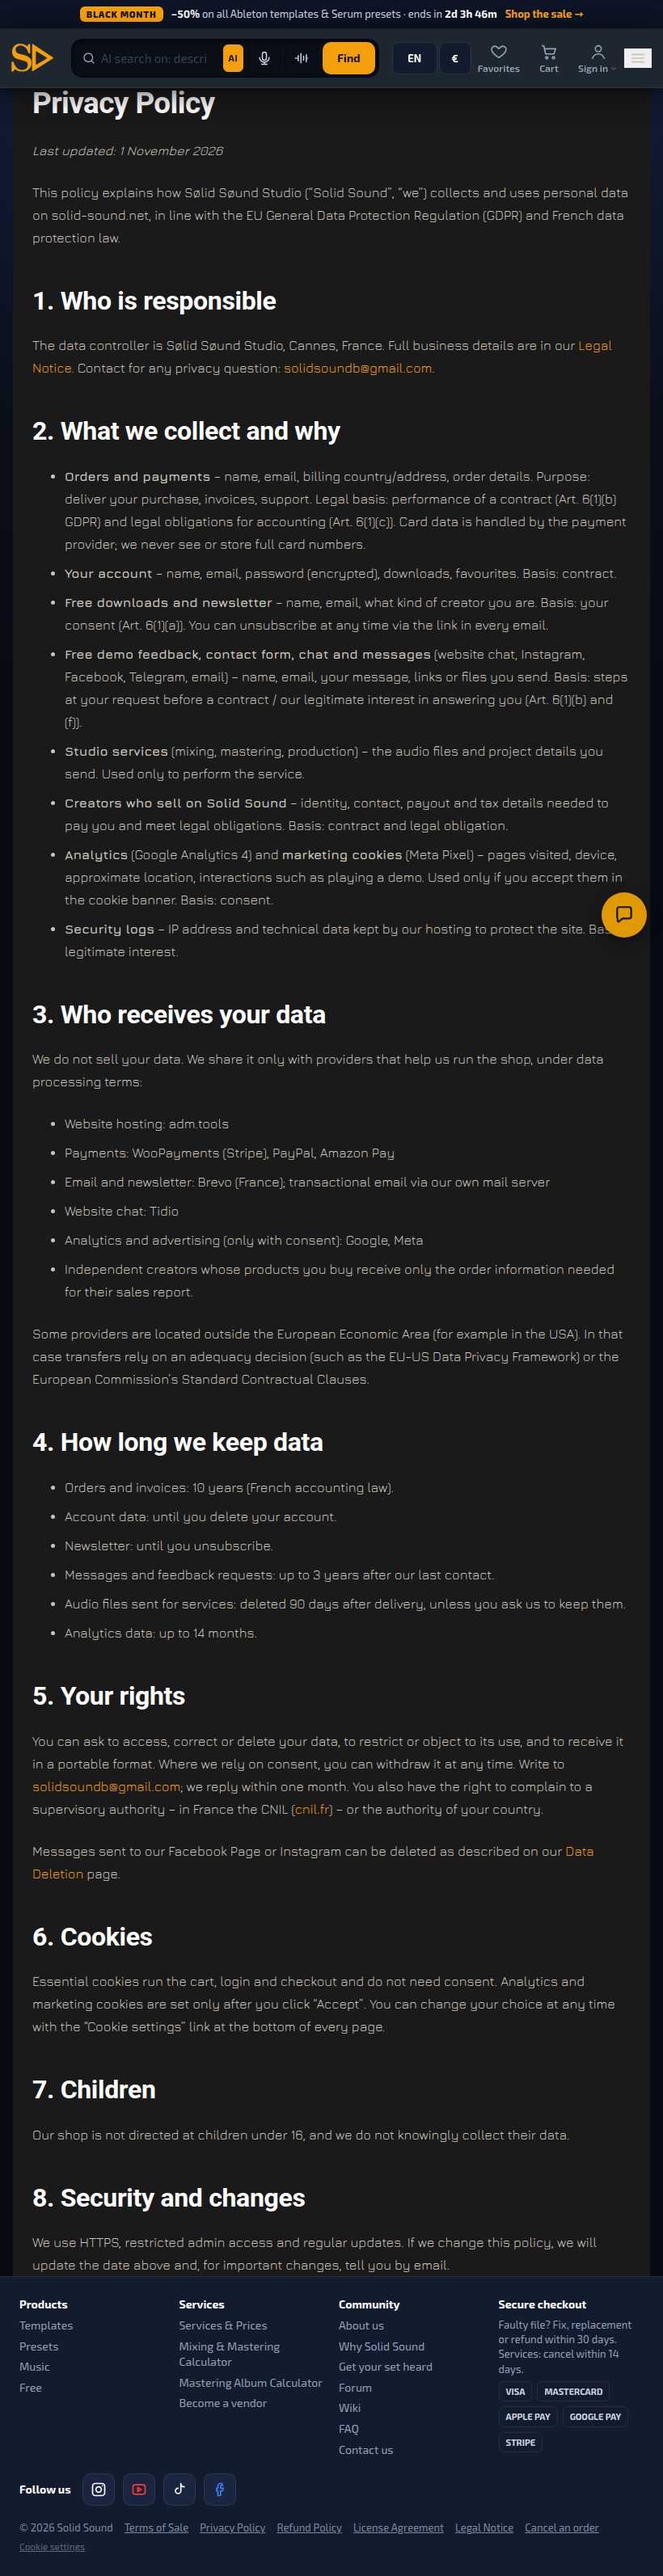 BLACK MONTH −50% on all Ableton templates & Serum presets · ends in 2d 3h 46m Shop the sale →
AI search on: descri AI Find EN € Favorites Cart Sign in
Privacy Policy
Last updated: 1 November 2026
This policy explains how Sølid Søund Studio (“Solid Sound”, “we”) collects and uses personal data
on solid-sound.net, in line with the EU General Data Protection Regulation (GDPR) and French data
protection law.
1. Who is responsible
The data controller is Sølid Søund Studio, Cannes, France. Full business details are in our Legal
Notice. Contact for any privacy question: solidsoundb@gmail.com.
2. What we collect and why
• Orders and payments – name, email, billing country/address, order details. Purpose:
deliver your purchase, invoices, support. Legal basis: performance of a contract (Art. 6(1)(b)
GDPR) and legal obligations for accounting (Art. 6(1)(c)). Card data is handled by the payment
provider; we never see or store full card numbers.
• Your account – name, email, password (encrypted), downloads, favourites. Basis: contract.
• Free downloads and newsletter – name, email, what kind of creator you are. Basis: your
consent (Art. 6(1)(a)). You can unsubscribe at any time via the link in every email.
• Free demo feedback, contact form, chat and messages (website chat, Instagram,
Facebook, Telegram, email) – name, email, your message, links or files you send. Basis: steps
at your request before a contract / our legitimate interest in answering you (Art. 6(1)(b) and
(f)).
• Studio services (mixing, mastering, production) – the audio files and project details you
send. Used only to perform the service.
• Creators who sell on Solid Sound – identity, contact, payout and tax details needed to
pay you and meet legal obligations. Basis: contract and legal obligation.
• Analytics (Google Analytics 4) and marketing cookies (Meta Pixel) – pages visited, device,
approximate location, interactions such as playing a demo. Used only if you accept them in
the cookie banner. Basis: consent.
• Security logs – IP address and technical data kept by our hosting to protect the site.
legitimate interest.
3. Who receives your data
We do not sell your data. We share it only with providers that help us run the shop, under data
processing terms:
• Website hosting: adm.tools
• Payments: WooPayments (Stripe), PayPal, Amazon Pay
• Email and newsletter: Brevo (France); transactional email via our own mail server
• Website chat: Tidio
• Analytics and advertising (only with consent): Google, Meta
• Independent creators whose products you buy receive only the order information needed
for their sales report.
Some providers are located outside the European Economic Area (for example in the USA). In that
case transfers rely on an adequacy decision (such as the EU-US Data Privacy Framework) or the
European Commission’s Standard Contractual Clauses.
4. How long we keep data
• Orders and invoices: 10 years (French accounting law).
• Account data: until you delete your account.
• Newsletter: until you unsubscribe.
• Messages and feedback requests: up to 3 years after our last contact.
• Audio files sent for services: deleted 90 days after delivery, unless you ask us to keep them.
• Analytics data: up to 14 months.
5. Your rights
You can ask to access, correct or delete your data, to restrict or object to its use, and to receive it
in a portable format. Where we rely on consent, you can withdraw it at any time. Write to
solidsoundb@gmail.com; we reply within one month. You also have the right to complain to a
supervisory authority – in France the CNIL (cnil.fr) – or the authority of your country.
Messages sent to our Facebook Page or Instagram can be deleted as described on our Data
Deletion page.
6. Cookies
Essential cookies run the cart, login and checkout and do not need consent. Analytics and
marketing cookies are set only after you click “Accept”. You can change your choice at any time
with the “Cookie settings” link at the bottom of every page.
7. Children
Our shop is not directed at children under 16, and we do not knowingly collect their data.
8. Security and changes
We use HTTPS, restricted admin access and regular updates. If we change this policy, we will
update the date above and, for important changes, tell you by email.
Products
Templates
Presets
Music
Free
Services
Services & Prices
Mixing & Mastering
Calculator
Mastering Album Calculator
Become a vendor
Community
About us
Why Solid Sound
Get your seat heard
Forum
Wiki
FAQ
Contact us
Secure checkout
Faulty file? Fix, replacement
or refund within 30 days.
Services: cancel within 14
days.
VISA MASTERCARD
APPLE PAY GOOGLE PAY
STRIPE
Follow us
© 2026 Solid Sound Terms of Sale Privacy Policy Refund Policy License Agreement Legal Notice Cancel an order
Cookie settings